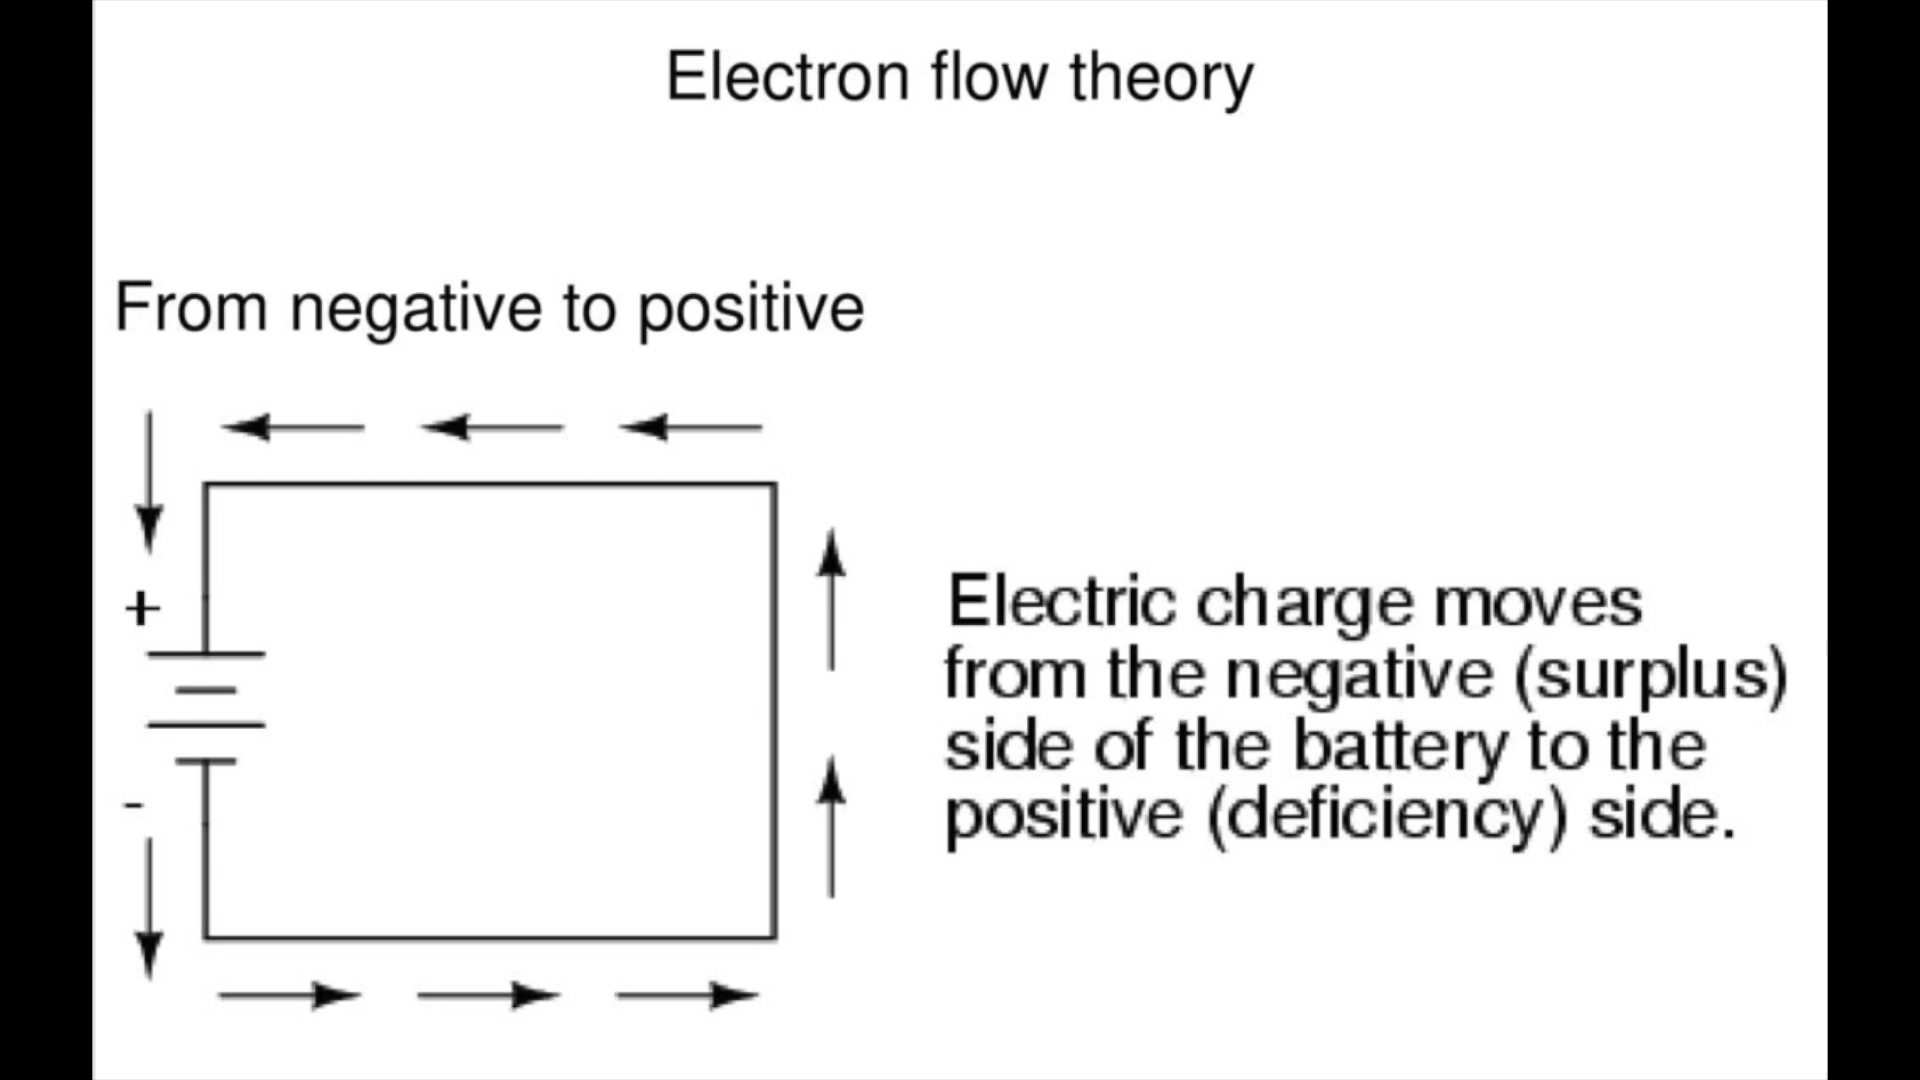 Electron flow theory
From negative to positive
+
-
Electric charge moves
from the negative (surplus)
side of the battery to the
positive (deficiency) side.